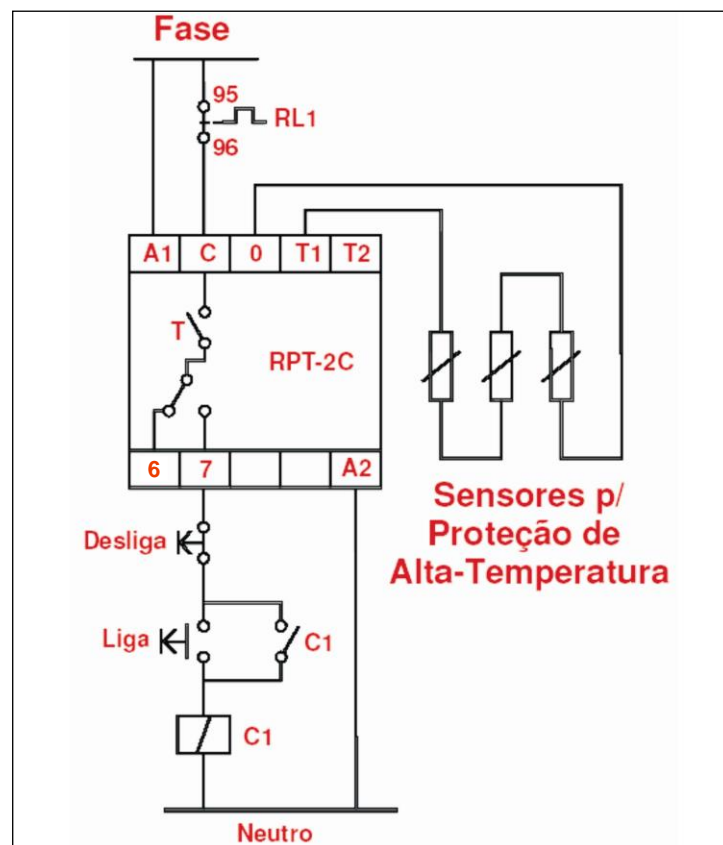 Fase
95
RL1
96
A1 C 0 T1 T2
T
RPT-2C
6 7 A2
Desliga
Sensores p/
Proteção de
Alta-Temperatura
Liga
C1
C1
Neutro